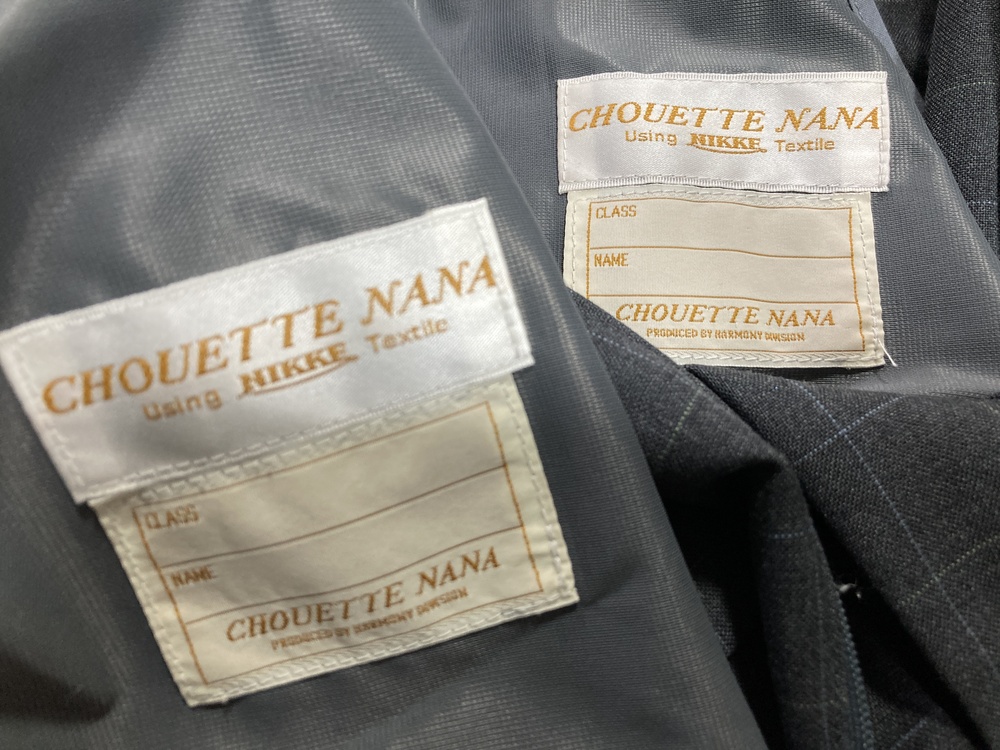 CHOUETTE NANA
Using NIKKE Textile
CLASS
NAME
CHOUETTE NANA
PRODUCED BY HARMONY DIVISION
CHOUETTE NANA
Using NIKKE Textile
CLASS
NAME
CHOUETTE NANA
PRODUCED BY HARMONY DIVISION